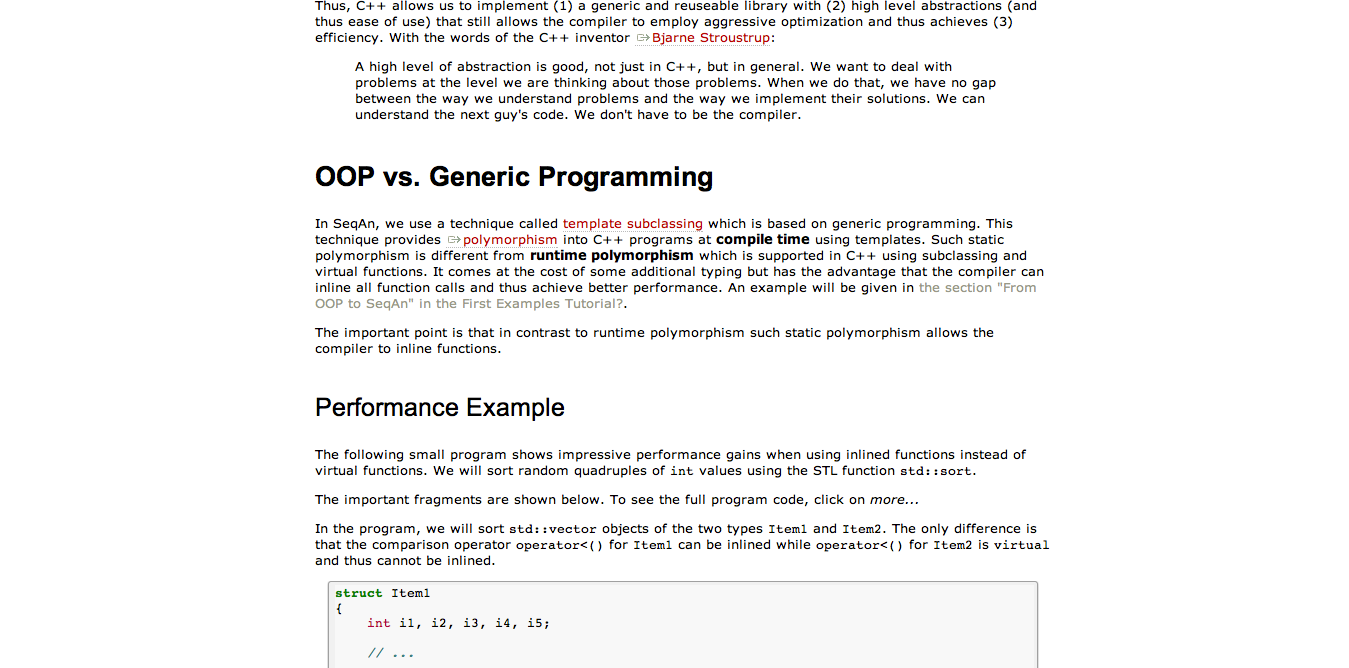 Thus, C++ allows us to implement (1) a generic and reuseable library with (2) high level abstractions (and
thus ease of use) that still allows the compiler to employ aggressive optimization and thus achieves (3)
efficiency. With the words of the C++ inventor Bjarne Stroustrup:
A high level of abstraction is good, not just in C++, but in general. We want to deal with
problems at the level we are thinking about those problems. When we do that, we have no gap
between the way we understand problems and the way we implement their solutions. We can
understand the next guy's code. We don't have to be the compiler.
OOP vs. Generic Programming
In SeqAn, we use a technique called template subclassing which is based on generic programming. This
technique provides polymorphism into C++ programs at compile time using templates. Such static
polymorphism is different from runtime polymorphism which is supported in C++ using subclassing and
virtual functions. It comes at the cost of some additional typing but has the advantage that the compiler can
inline all function calls and thus achieve better performance. An example will be given in the section "From
OOP to SeqAn" in the First Examples Tutorial?.
The important point is that in contrast to runtime polymorphism such static polymorphism allows the
compiler to inline functions.
Performance Example
The following small program shows impressive performance gains when using inlined functions instead of
virtual functions. We will sort random quadruples of int values using the STL function std::sort.
The important fragments are shown below. To see the full program code, click on more...
In the program, we will sort std::vector objects of the two types Item1 and Item2. The only difference is
that the comparison operator operator<() for Item1 can be inlined while operator<() for Item2 is virtual
and thus cannot be inlined.
struct Item1
{
    int i1, i2, i3, i4, i5;
    // ...